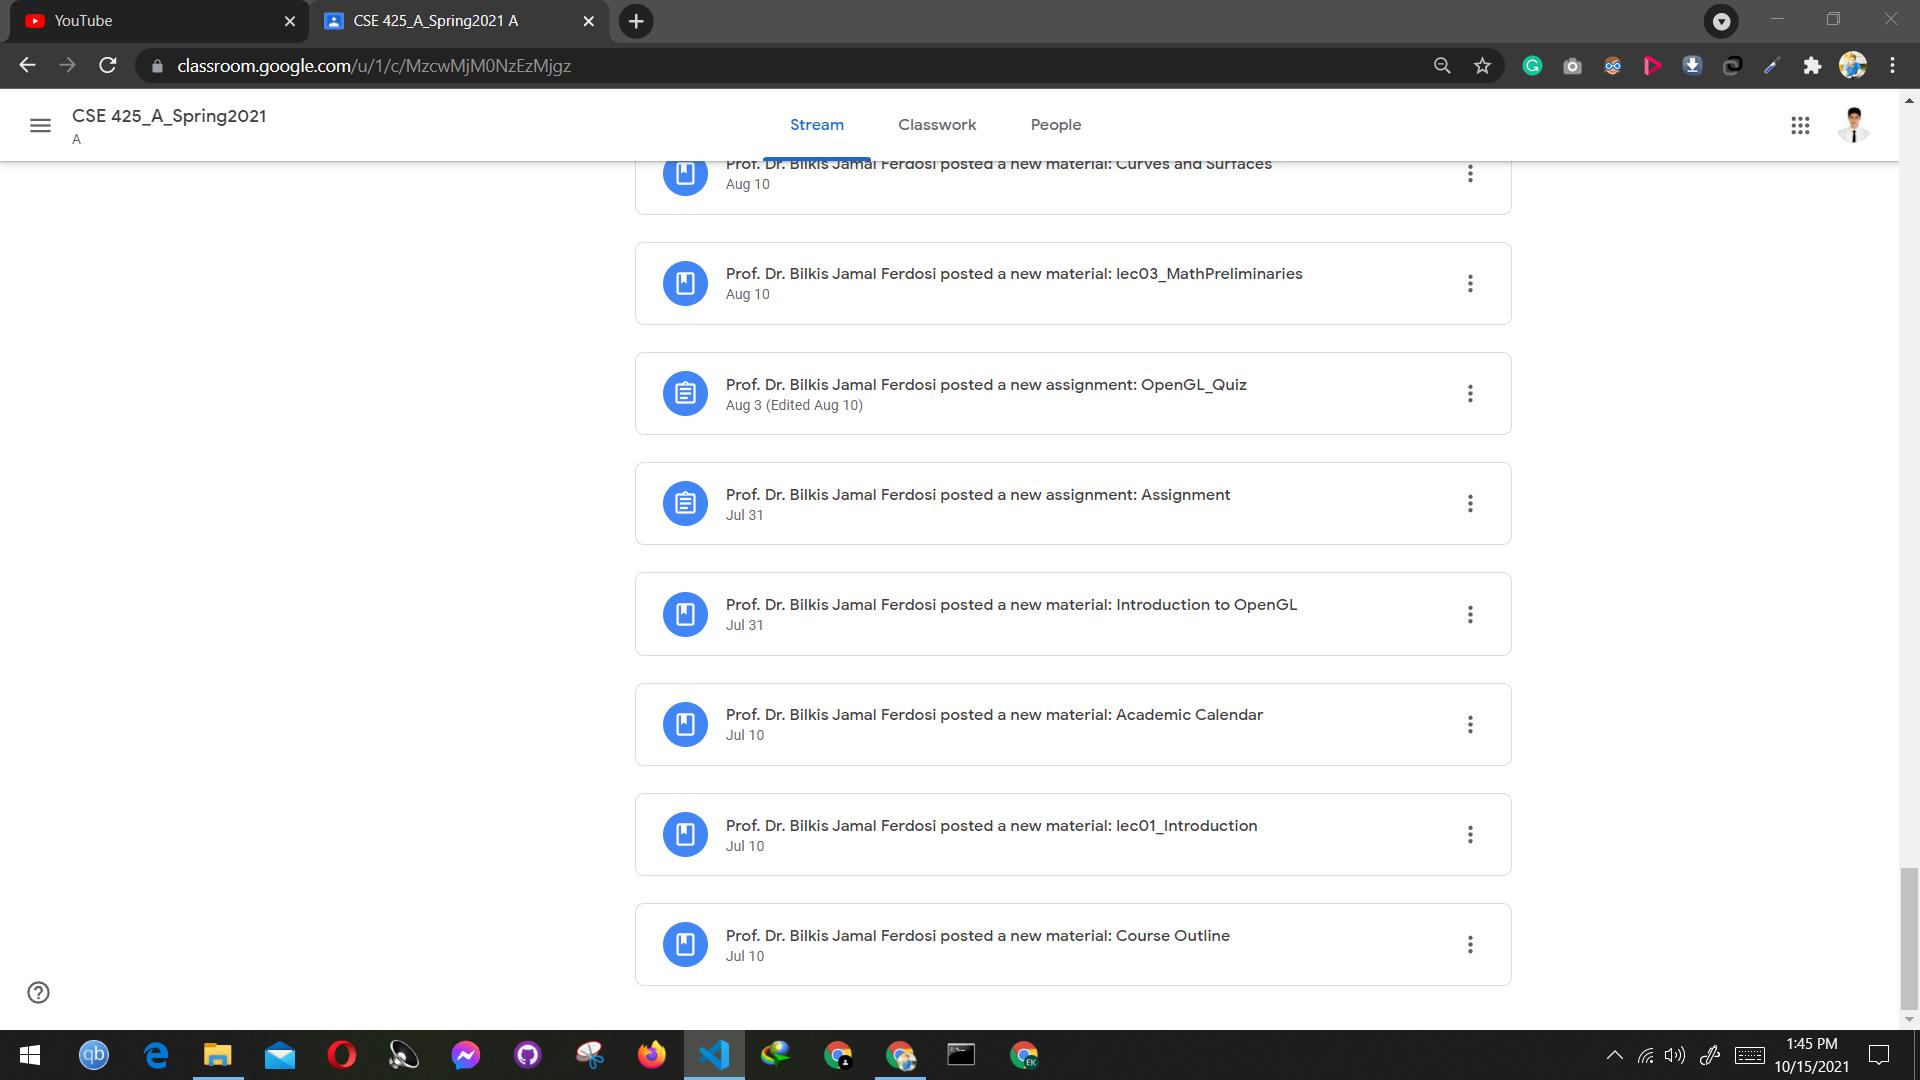 YouTube
CSE 425_A_Spring2021 A
classroom.google.com/u/1/c/MzcwMjM0NzEzMjgz
CSE 425_A_Spring2021
A
Stream
Classwork
People
Prof. Dr. Bilkis Jamal Ferdosi posted a new material: Curves and Surfaces
Aug 10
Prof. Dr. Bilkis Jamal Ferdosi posted a new material: lec03_MathPreliminaries
Aug 10
Prof. Dr. Bilkis Jamal Ferdosi posted a new assignment: OpenGL_Quiz
Aug 3 (Edited Aug 10)
Prof. Dr. Bilkis Jamal Ferdosi posted a new assignment: Assignment
Jul 31
Prof. Dr. Bilkis Jamal Ferdosi posted a new material: Introduction to OpenGL
Jul 31
Prof. Dr. Bilkis Jamal Ferdosi posted a new material: Academic Calendar
Jul 10
Prof. Dr. Bilkis Jamal Ferdosi posted a new material: lec01_Introduction
Jul 10
Prof. Dr. Bilkis Jamal Ferdosi posted a new material: Course Outline
Jul 10
qb
EK
1:45 PM
10/15/2021